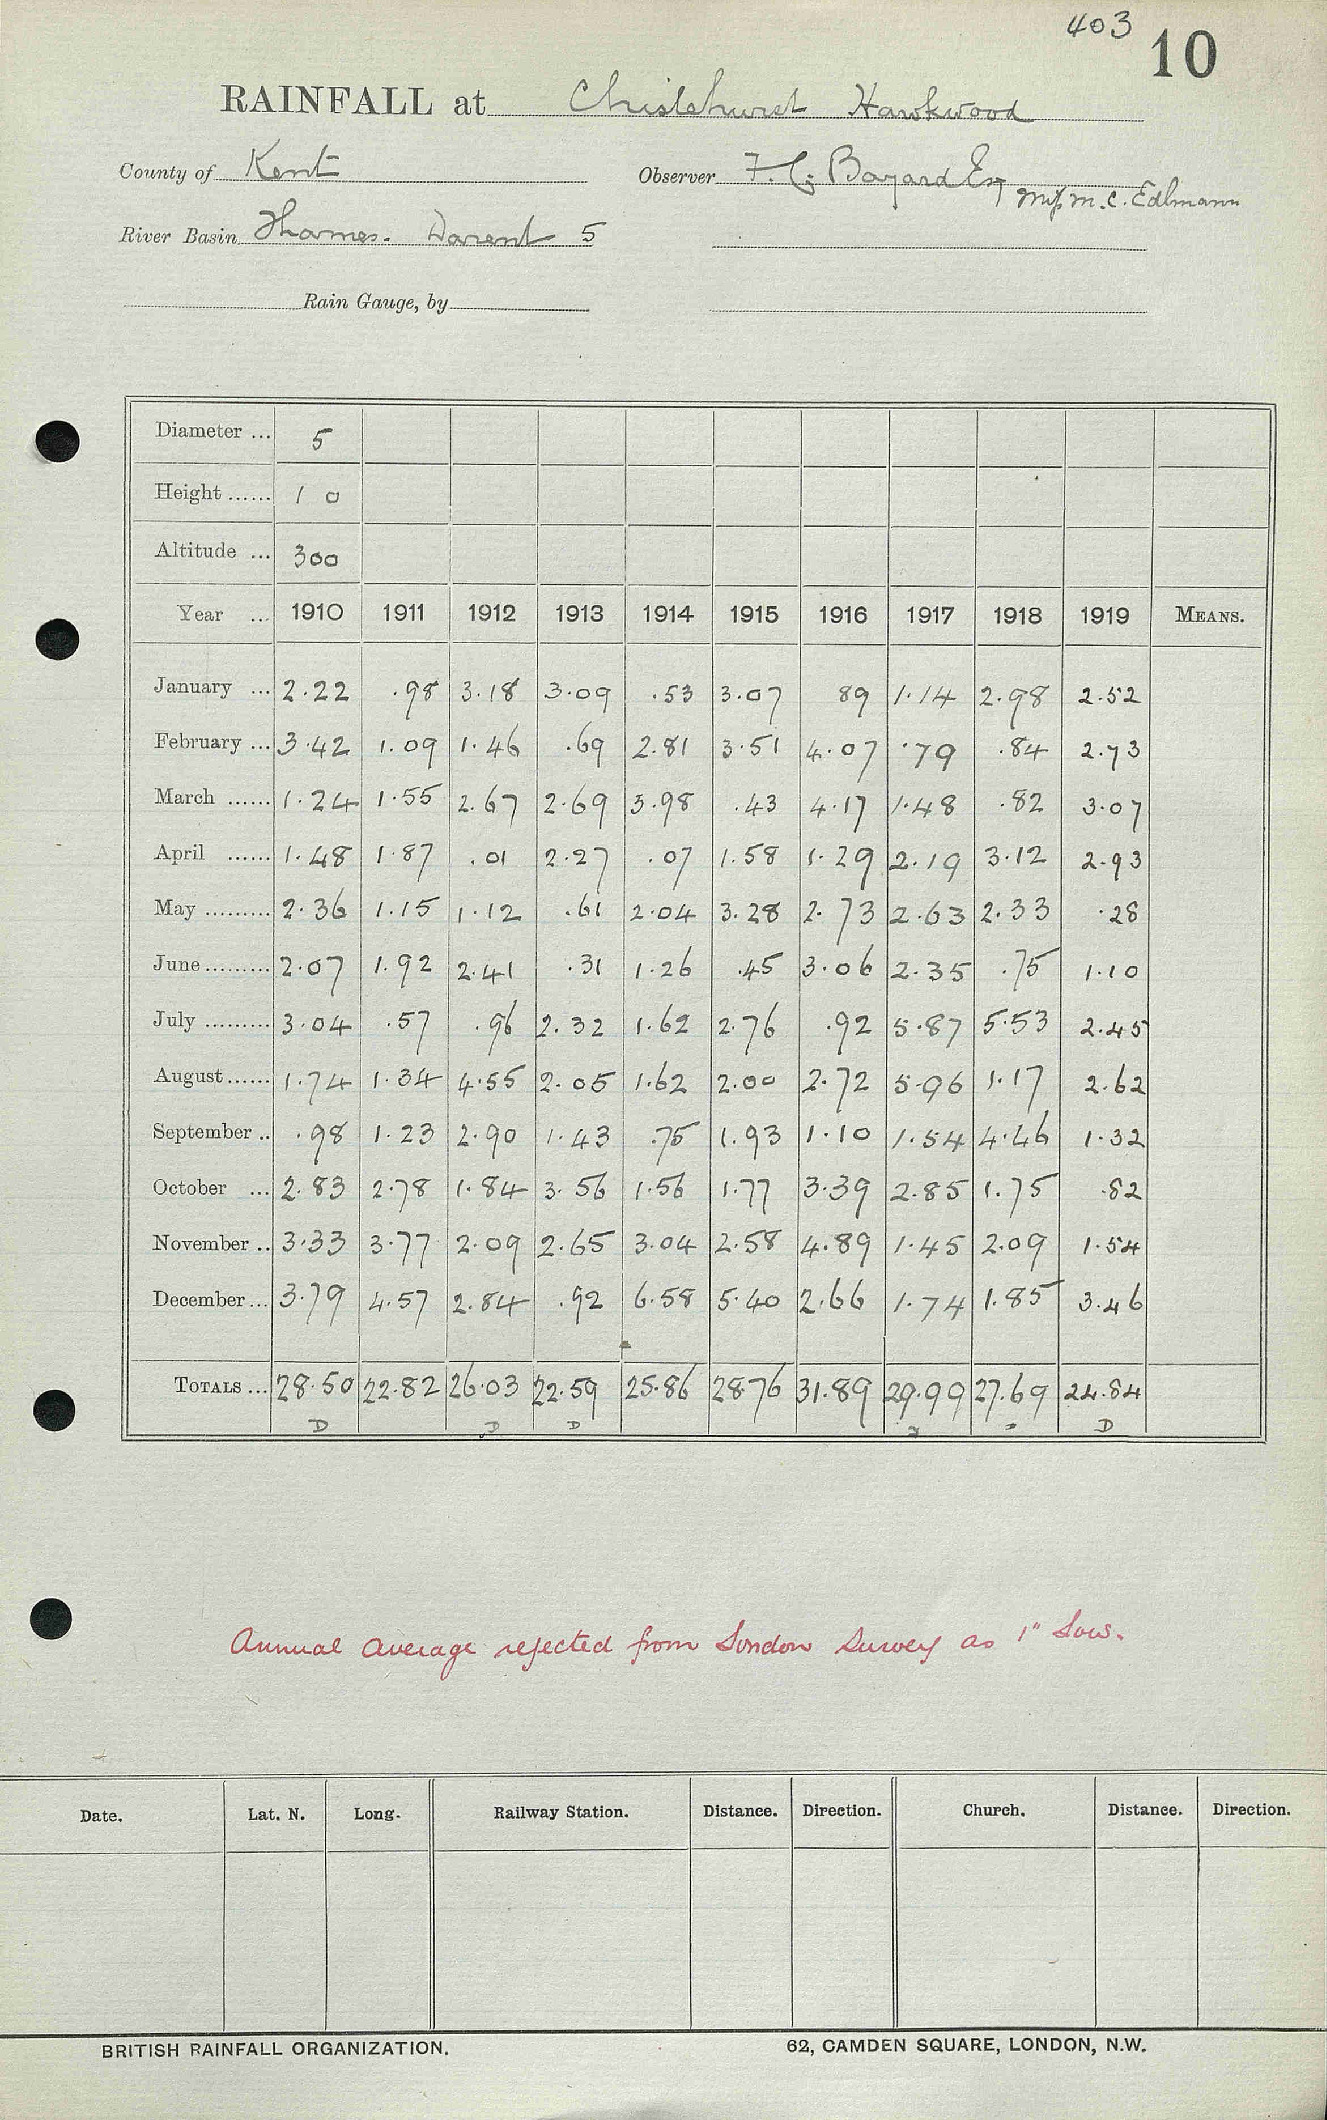 403
10
RAINFALL at Chislehurst Hawkwood
County of Kent Observer F. C. Bayard Esq
Miss M. C. Edlmann
River Basin Thames. Darent 5
Rain Gauge, by
Diameter ... 5
Height ...... 1 0
Altitude ... 300
Year ... 1910 1911 1912 1913 1914 1915 1916 1917 1918 1919 MEANS.
January ... 2.22 .98 3.18 3.09 .53 3.07 89 1.14 2.98 2.52
February ... 3.42 1.09 1.46 .69 2.81 3.51 4.07 .79 .84 2.73
March ...... 1.24 1.55 2.67 2.69 3.98 .43 4.17 1.48 .82 3.07
April ...... 1.48 1.87 .01 2.27 .07 1.58 1.29 2.19 3.12 2.93
May ......... 2.36 1.15 1.12 .61 2.04 3.28 2.73 2.63 2.33 .28
June ......... 2.07 1.92 2.41 .31 1.26 .45 3.06 2.35 .75 1.10
July ......... 3.04 .57 .96 2.32 1.62 2.76 .92 5.87 5.53 2.45
August ...... 1.74 1.34 4.55 2.05 1.62 2.00 2.72 5.96 1.17 2.62
September .. .98 1.23 2.90 1.43 .75 1.93 1.10 1.54 4.46 1.32
October ... 2.83 2.78 1.84 3.56 1.56 1.77 3.39 2.85 1.75 .82
November .. 3.33 3.77 2.09 2.65 3.04 2.58 4.89 1.45 2.09 1.54
December ... 3.79 4.57 2.84 .92 6.58 5.40 2.66 1.74 1.85 3.46
TOTALS ... 28.50 22.82 26.03 22.59 25.86 28.76 31.89 29.99 27.69 24.84
D D D D
Annual average rejected from London Survey as 1" low.
Date. Lat. N. Long. Railway Station. Distance. Direction. Church. Distance. Direction.
BRITISH RAINFALL ORGANIZATION. 62, CAMDEN SQUARE, LONDON, N.W.